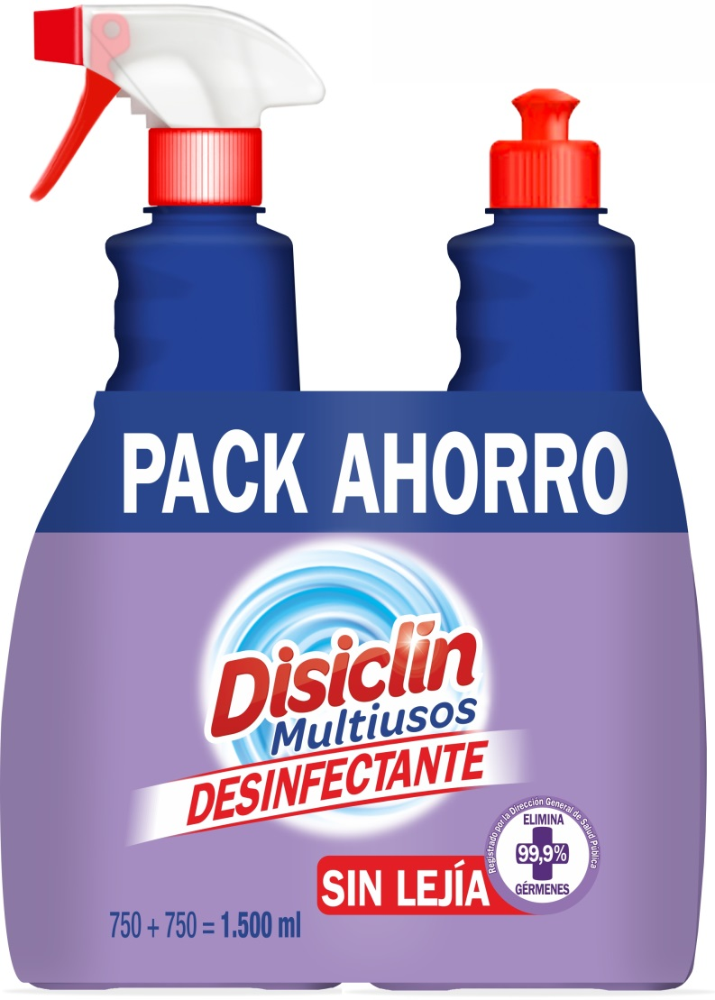 PACK AHORRO
Disiclín
Multiusos
DESINFECTANTE
Registrado por la Dirección General de Salud Pública
ELIMINA
99,9%
GÉRMENES
SIN LEJÍA
750 + 750 = 1.500 ml